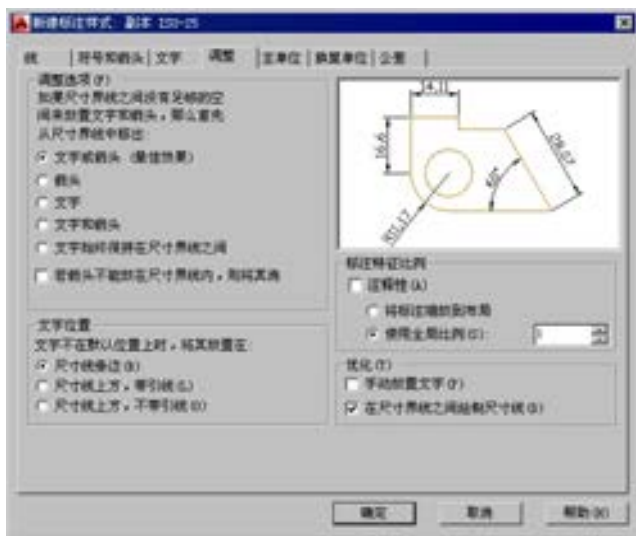 新建标注样式: 副本 ISO-25
线 符号和箭头 文字 调整 主单位 换算单位 公差
调整选项(F)
如果尺寸界线之间没有足够的空
间来放置文字和箭头，那么首先
从尺寸界线中移出:
文字或箭头 (最佳效果)
箭头
文字
文字和箭头
文字始终保持在尺寸界线之间
若箭头不能放在尺寸界线内，则将其消
文字位置
文字不在默认位置上时，将其放置在:
尺寸线旁边(B)
尺寸线上方，带引线(L)
尺寸线上方，不带引线(O)
14,11
16,6
R11,17
60°
标注特征比例
注释性(A)
将标注缩放到布局
使用全局比例(S): 1
优化(T)
手动放置文字(P)
在尺寸界线之间绘制尺寸线(D)
确定 取消 帮助(H)